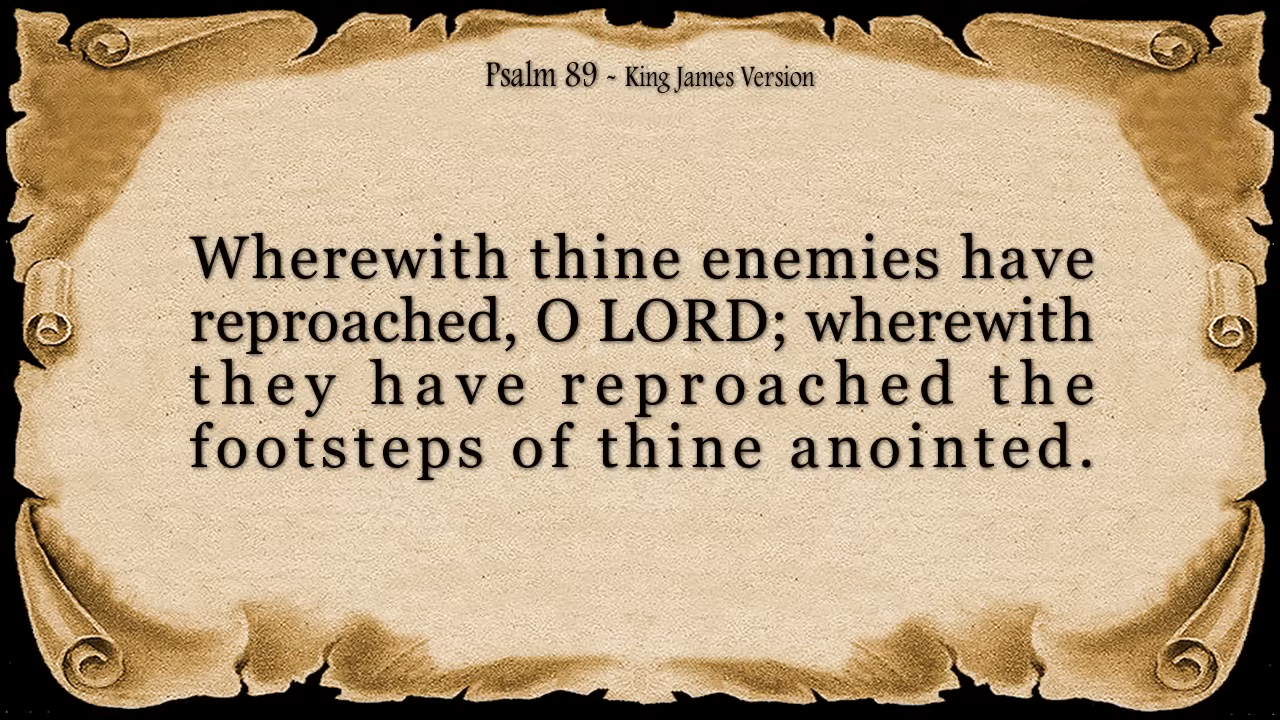 Psalm 89 - King James Version
Wherewith thine enemies have
reproached, O LORD; wherewith
they have reproached the
footsteps of thine anointed.